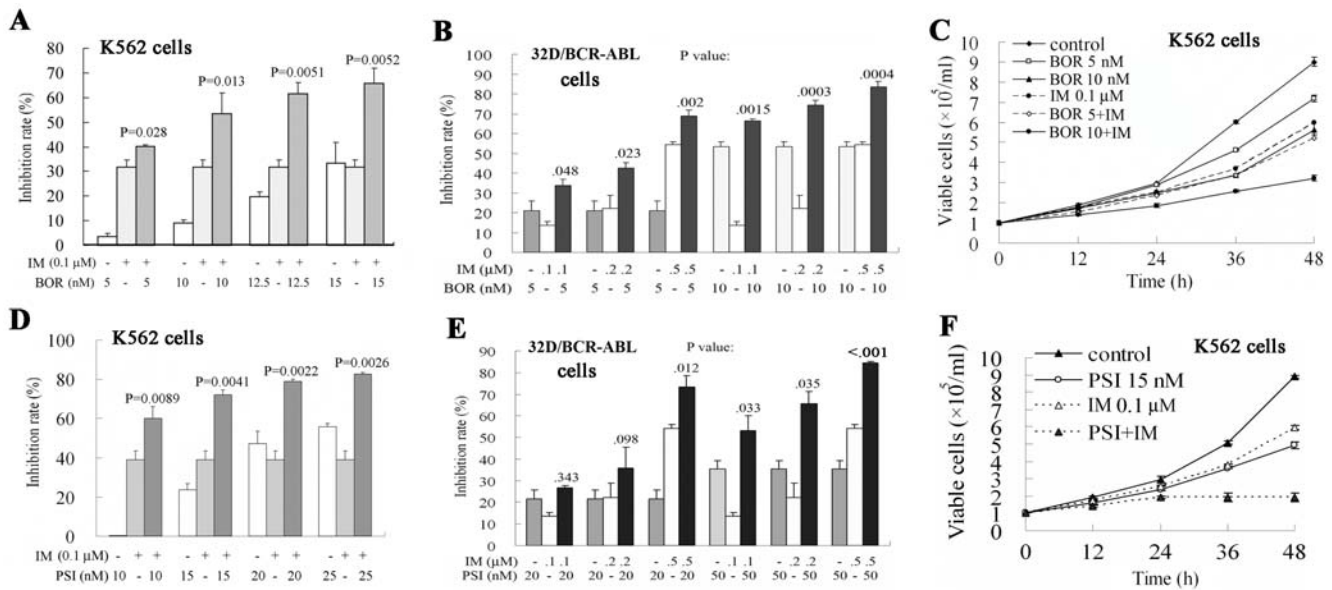 A
K562 cells
Inhibition rate (%)
80
70
60
50
40
30
20
10
0
P=0.028
P=0.013
P=0.0051
P=0.0052
IM (0.1 μM) - + + - + + - + + - + +
BOR (nM) 5 - 5 10 - 10 12.5 - 12.5 15 - 15
B
32D/BCR-ABL
cells
P value:
Inhibition rate (%)
100
90
80
70
60
50
40
30
20
10
0
.048
.023
.002
.0015
.0003
.0004
IM (μM) - .1 .1 - .2 .2 - .5 .5 - .1 .1 - .2 .2 - .5 .5
BOR (nM) 5 - 5 5 - 5 5 - 5 10 - 10 10 - 10 10 - 10
C
K562 cells
Viable cells (×10⁵/ml)
10
9
8
7
6
5
4
3
2
1
0
control
BOR 5 nM
BOR 10 nM
IM 0.1 μM
BOR 5+IM
BOR 10+IM
0 12 24 36 48
Time (h)
D
K562 cells
Inhibition rate (%)
100
80
60
40
20
0
P=0.0089
P=0.0041
P=0.0022
P=0.0026
IM (0.1 μM) - + + - + + - + + - + +
PSI (nM) 10 - 10 15 - 15 20 - 20 25 - 25
E
32D/BCR-ABL
cells
P value:
Inhibition rate (%)
90
80
70
60
50
40
30
20
10
0
.343
.098
.012
.033
.035
<.001
IM (μM) - .1 .1 - .2 .2 - .5 .5 - .1 .1 - .2 .2 - .5 .5
PSI (nM) 20 - 20 20 - 20 20 - 20 50 - 50 50 - 50 50 - 50
F
K562 cells
Viable cells (×10⁵/ml)
10
9
8
7
6
5
4
3
2
1
0
control
PSI 15 nM
IM 0.1 μM
PSI+IM
0 12 24 36 48
Time (h)